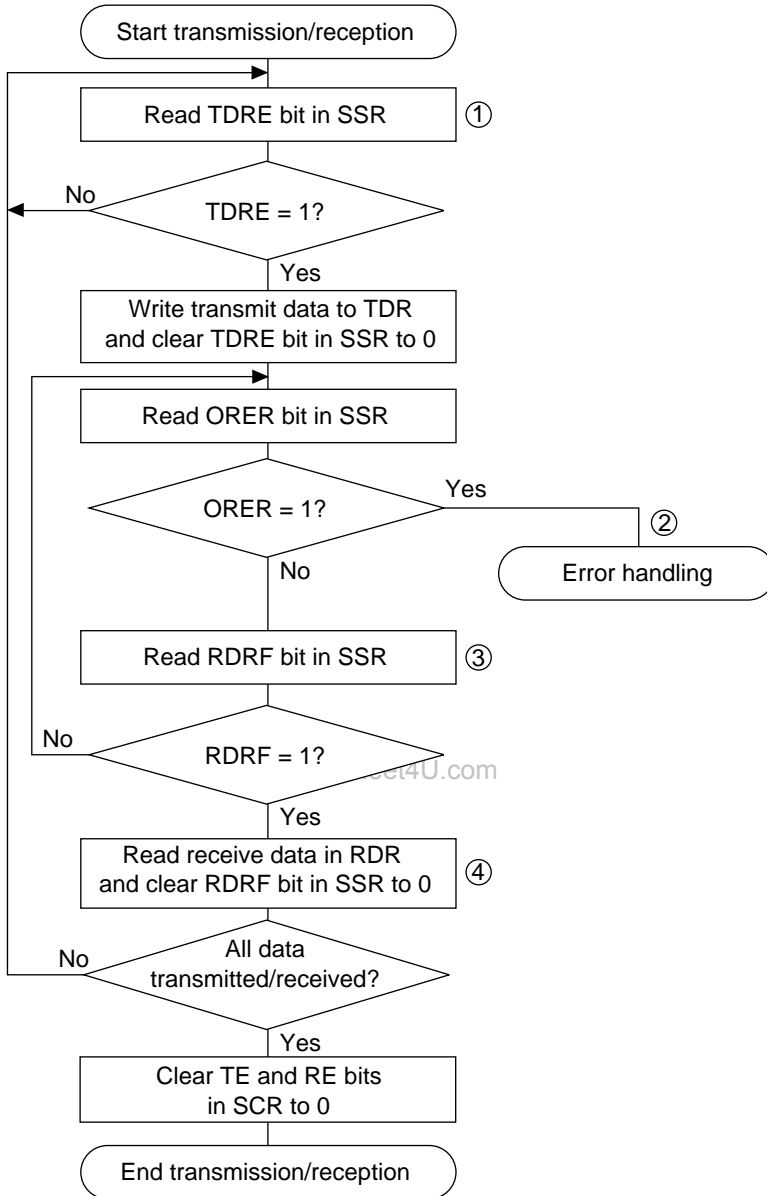 Start transmission/reception
Read TDRE bit in SSR
①
No
TDRE = 1?
Yes
Write transmit data to TDR
and clear TDRE bit in SSR to 0
Read ORER bit in SSR
ORER = 1?
Yes
②
Error handling
No
Read RDRF bit in SSR
③
No
RDRF = 1?
Yes
Read receive data in RDR
and clear RDRF bit in SSR to 0
④
No
All data
transmitted/received?
Yes
Clear TE and RE bits
in SCR to 0
End transmission/reception